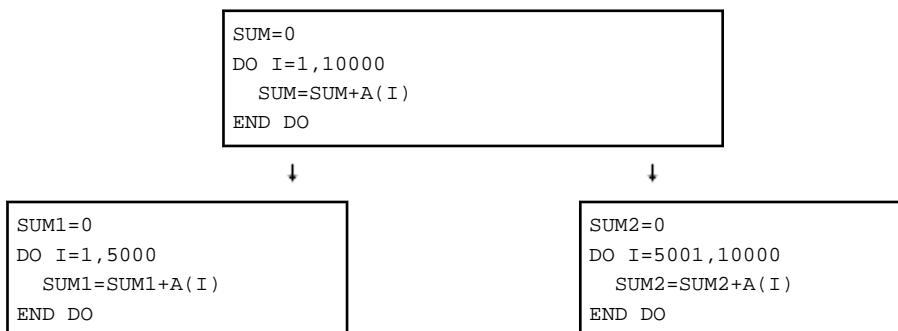 SUM=0
DO I=1,10000
  SUM=SUM+A(I)
END DO
SUM1=0
DO I=1,5000
  SUM1=SUM1+A(I)
END DO
SUM2=0
DO I=5001,10000
  SUM2=SUM2+A(I)
END DO